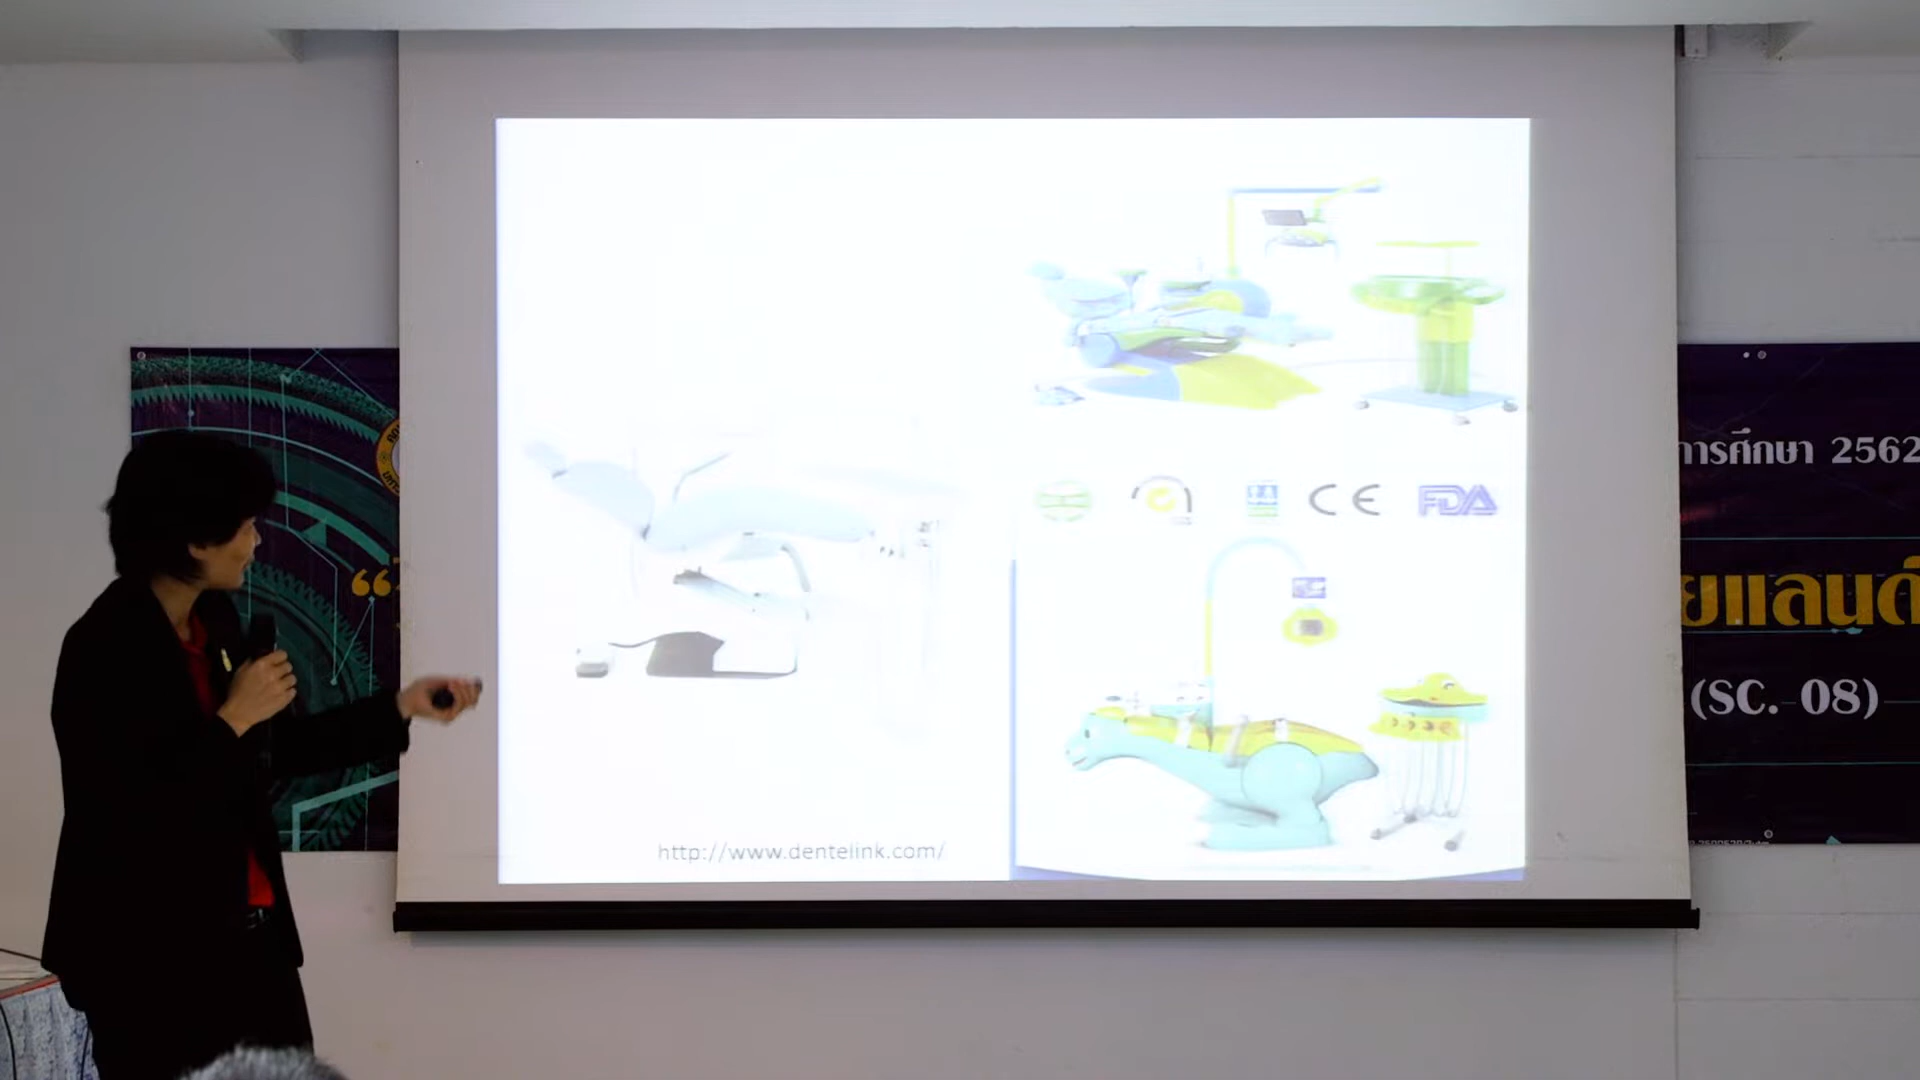 CE FDA
http://www.dentelink.com/
การศึกษา 2562
“
ยแลนด์
(SC. 08)